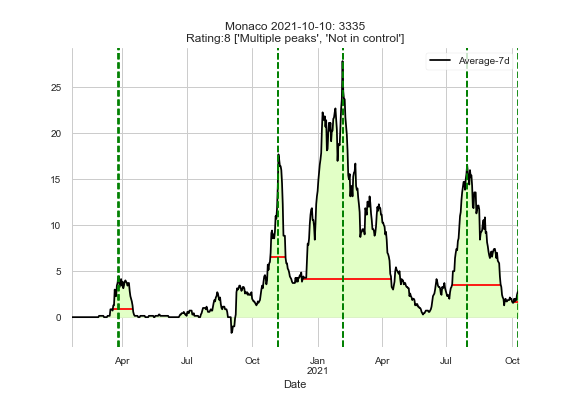 Monaco 2021-10-10: 3335
Rating:8 ['Multiple peaks', 'Not in control']
Average-7d
25
20
15
10
5
0
Apr Jul Oct Jan Apr Jul Oct
2021
Date